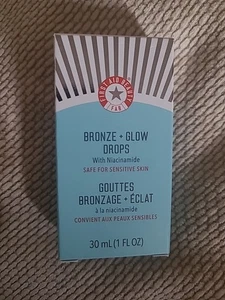 FIRST AID BEAUTY
FAB
BRONZE + GLOW
DROPS
With Niacinamide
SAFE FOR SENSITIVE SKIN
GOUTTES
BRONZAGE + ÉCLAT
à la niacinamide
CONVIENT AUX PEAUX SENSIBLES
30 mL (1 FL OZ)